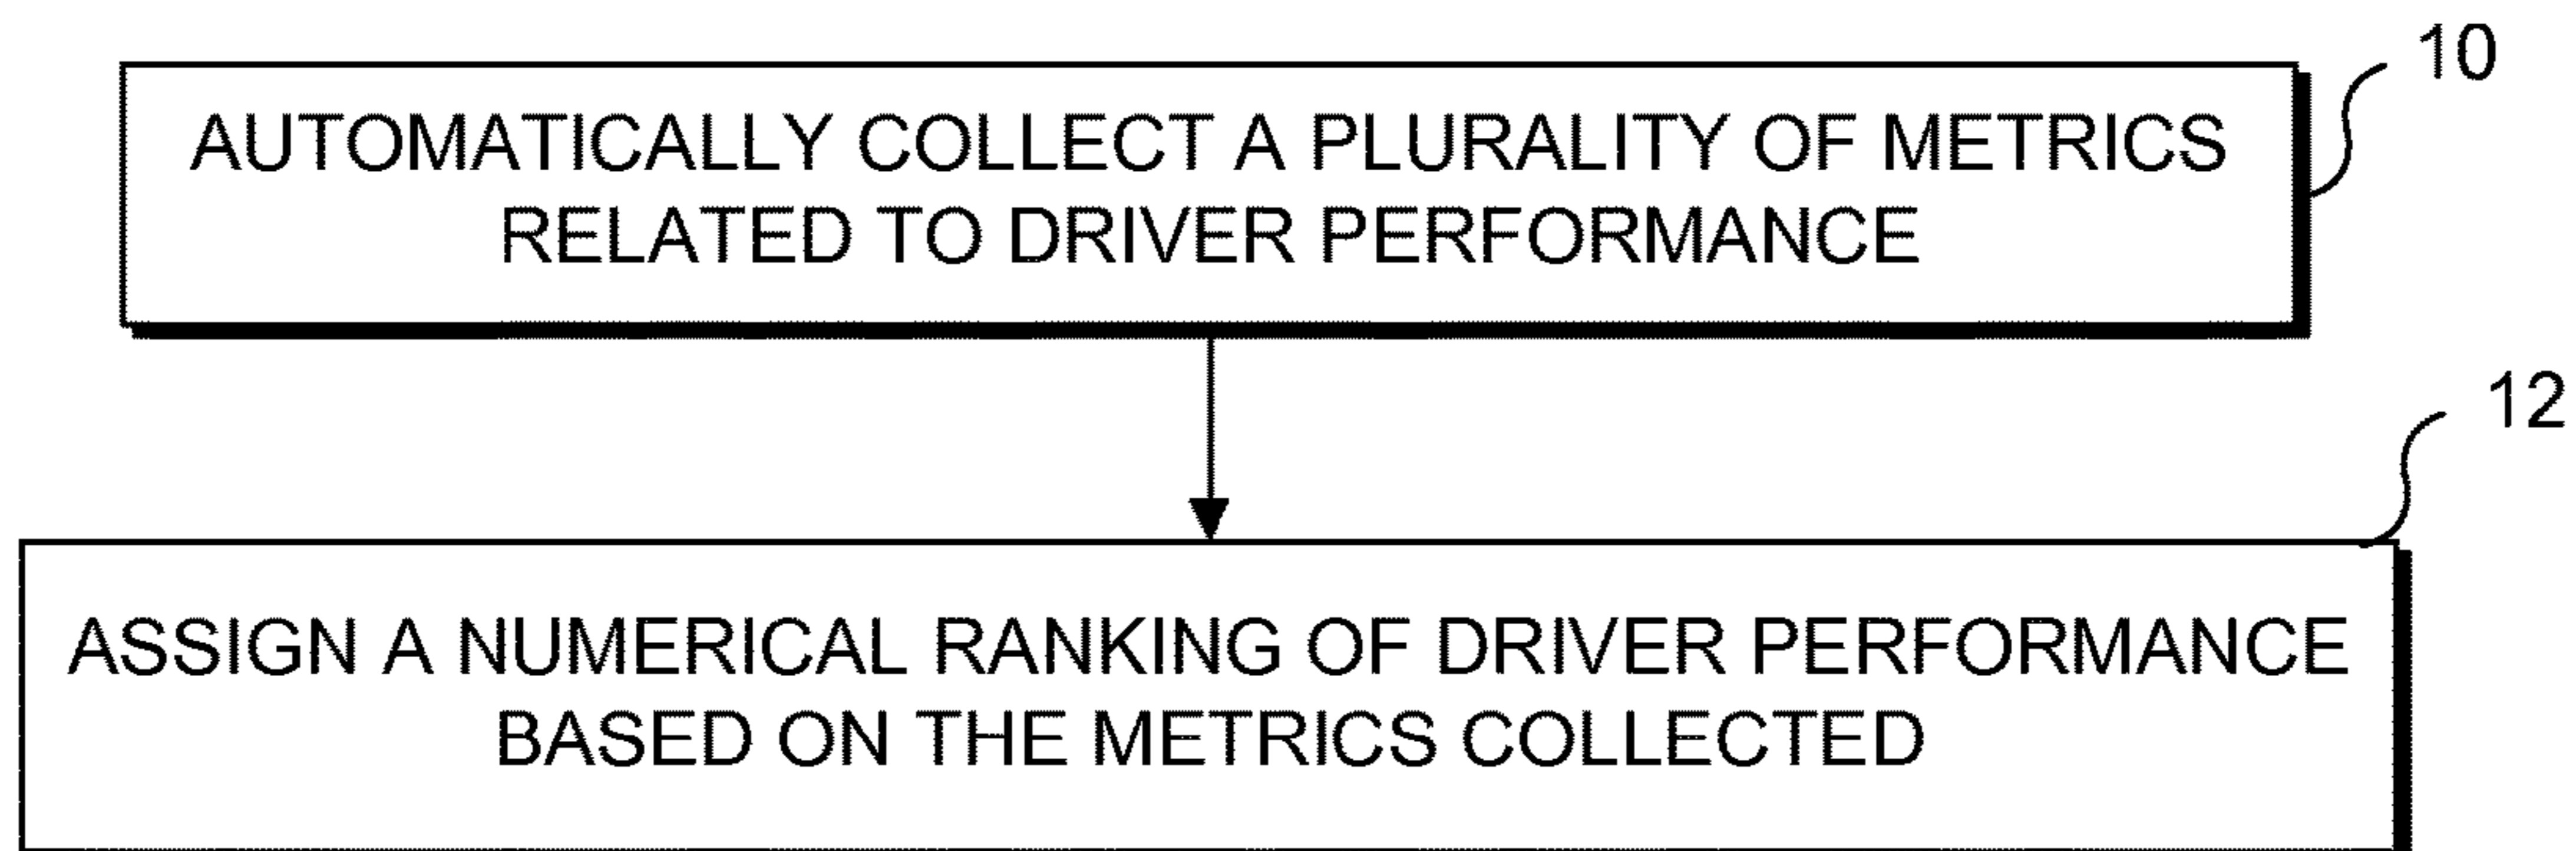 10
AUTOMATICALLY COLLECT A PLURALITY OF METRICS
RELATED TO DRIVER PERFORMANCE
12
ASSIGN A NUMERICAL RANKING OF DRIVER PERFORMANCE
BASED ON THE METRICS COLLECTED